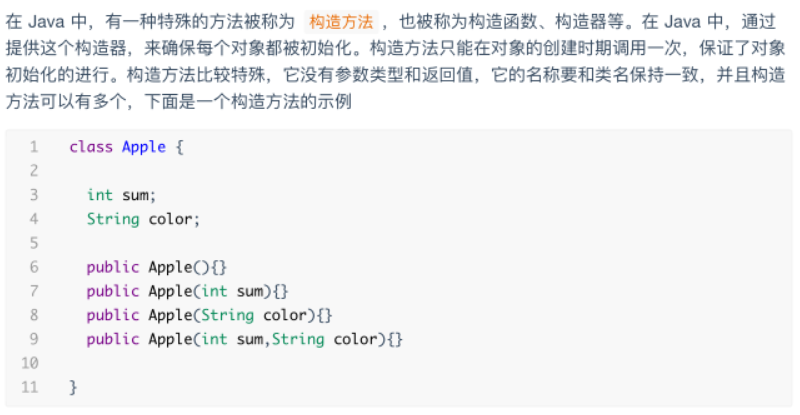 在 Java 中，有一种特殊的方法被称为 构造方法 ，也被称为构造函数、构造器等。在 Java 中，通过
提供这个构造器，来确保每个对象都被初始化。构造方法只能在对象的创建时期调用一次，保证了对象
初始化的进行。构造方法比较特殊，它没有参数类型和返回值，它的名称要和类名保持一致，并且构造
方法可以有多个，下面是一个构造方法的示例
1 class Apple {
2
3 int sum;
4 String color;
5
6 public Apple(){}
7 public Apple(int sum){}
8 public Apple(String color){}
9 public Apple(int sum,String color){}
10
11 }